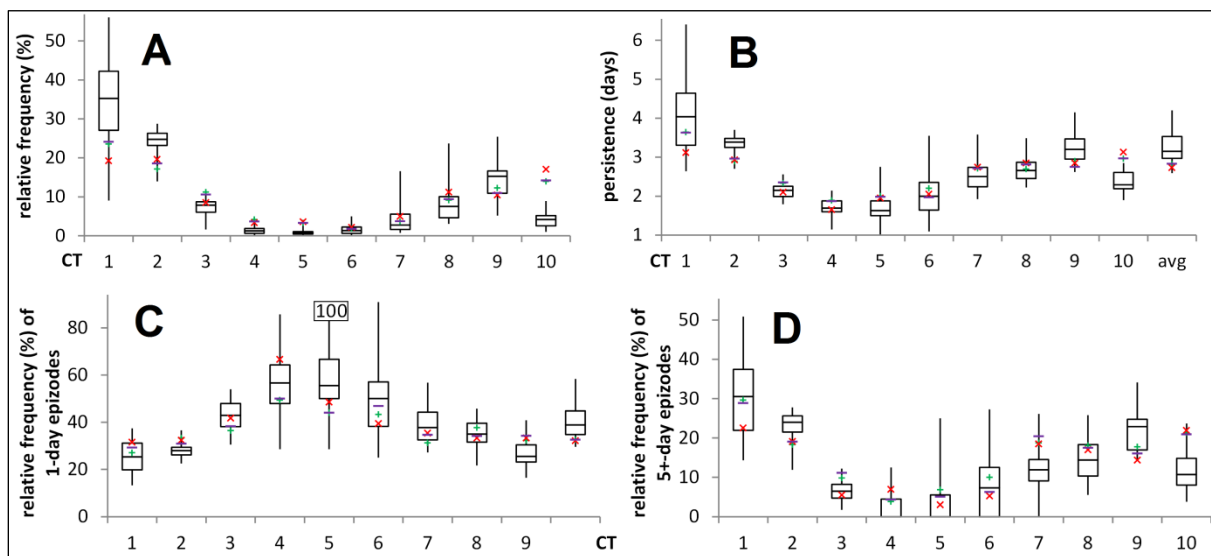 A
relative frequency (%)
60
50
40
30
20
10
0
CT 1 2 3 4 5 6 7 8 9 10
B
persistence (days)
6
5
4
3
2
1
CT 1 2 3 4 5 6 7 8 9 10 avg
C
relative frequency (%) of
1-day epizodes
80
60
40
20
0
100
1 2 3 4 5 6 7 8 9 CT
D
relative frequency (%) of
5+-day epizodes
50
40
30
20
10
0
CT 1 2 3 4 5 6 7 8 9 10